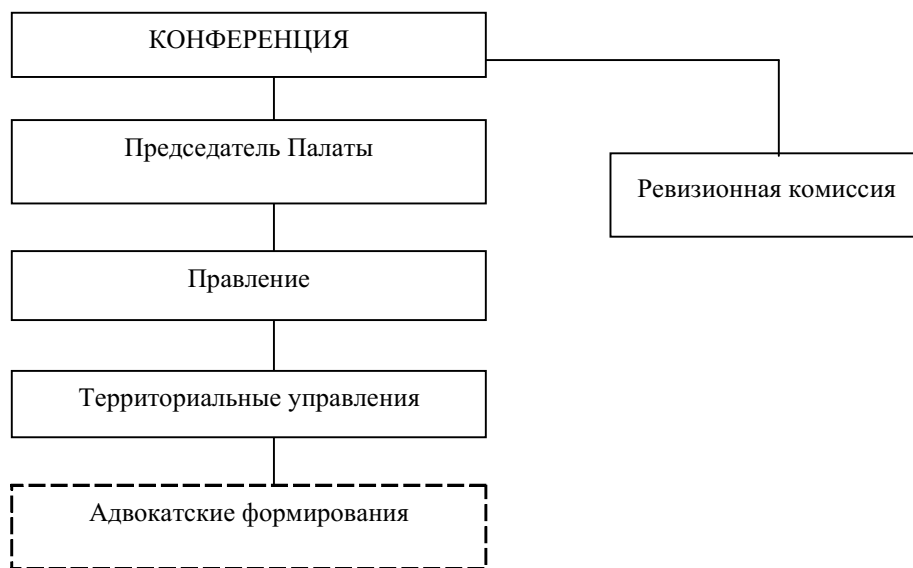 КОНФЕРЕНЦИЯ
Председатель Палаты
Ревизионная комиссия
Правление
Территориальные управления
Адвокатские формирования